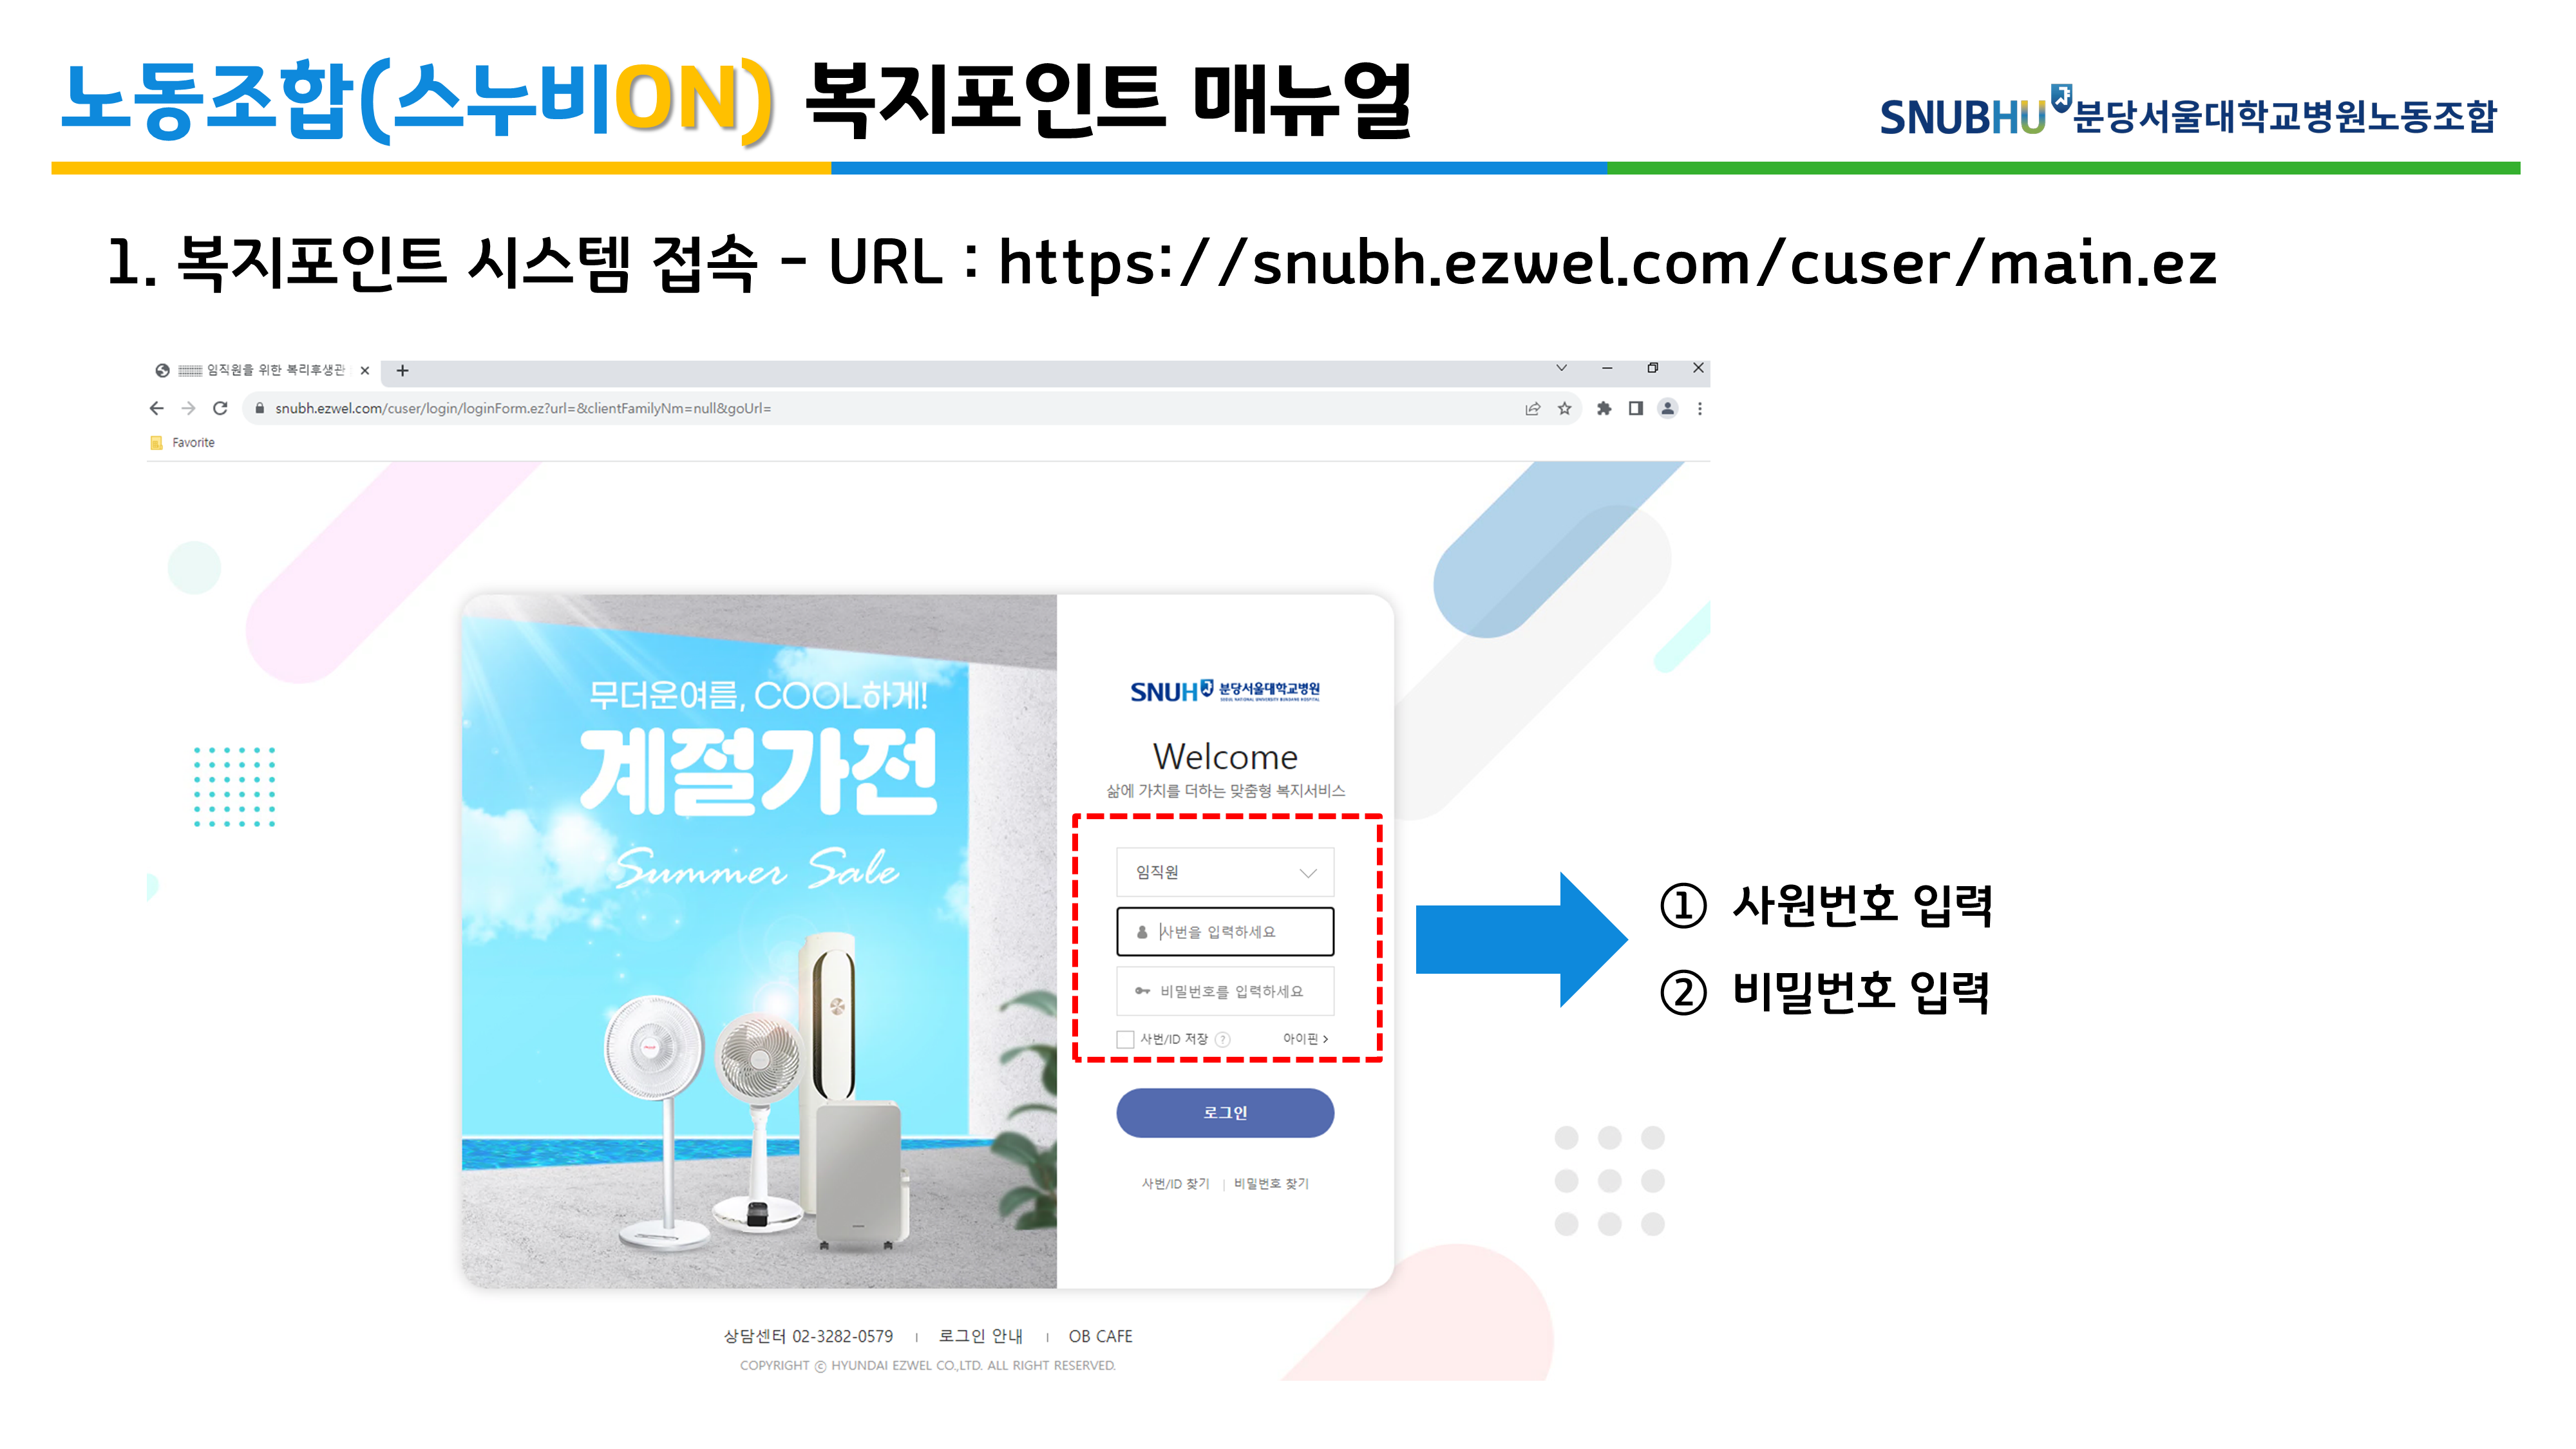 노동조합(스누비ON) 복지포인트 매뉴얼
SNUBHU 분당서울대학교병원노동조합
1. 복지포인트 시스템 접속 - URL : https://snubh.ezwel.com/cuser/main.ez
임직원을 위한 복리후생관
snubh.ezwel.com/cuser/login/loginForm.ez?url=&clientFamilyNm=null&goUrl=
Favorite
무더운여름, COOL하게!
계절가전
Summer Sale
SNUH 분당서울대학교병원
SEOUL NATIONAL UNIVERSITY BUNDANG HOSPITAL
Welcome
삶에 가치를 더하는 맞춤형 복지서비스
임직원
사번을 입력하세요
비밀번호를 입력하세요
사번/ID 저장 ? 아이핀 >
로그인
사번/ID 찾기 | 비밀번호 찾기
① 사원번호 입력
② 비밀번호 입력
상담센터 02-3282-0579 | 로그인 안내 | OB CAFE
COPYRIGHT ⓒ HYUNDAI EZWEL CO.,LTD. ALL RIGHT RESERVED.